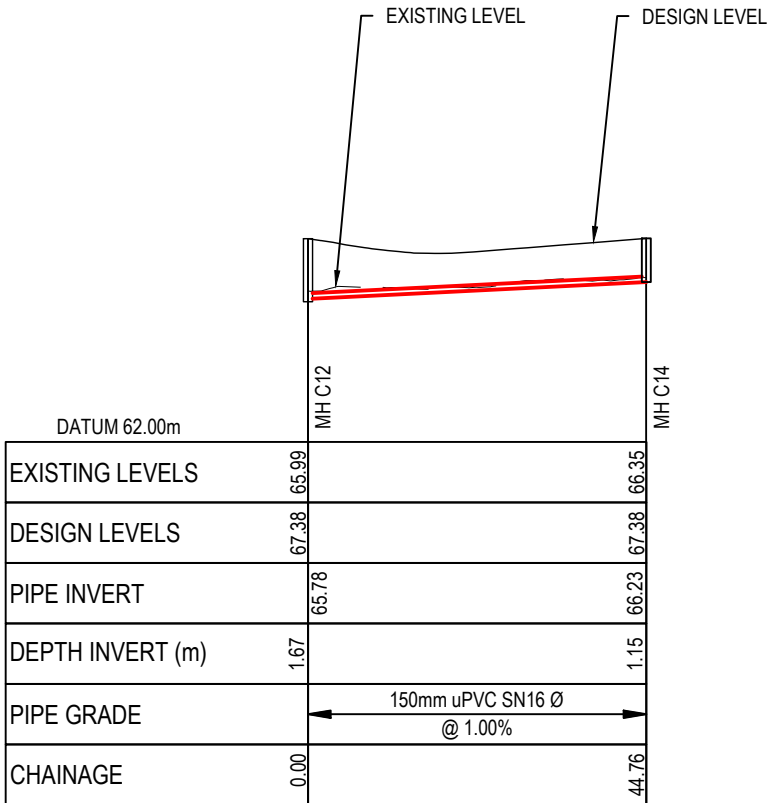 EXISTING LEVEL
DESIGN LEVEL
MH C12
MH C14
DATUM 62.00m
EXISTING LEVELS 65.99 66.35
DESIGN LEVELS 67.38 67.38
PIPE INVERT 65.78 66.23
DEPTH INVERT (m) 1.67 1.15
PIPE GRADE
150mm uPVC SN16 Ø
@ 1.00%
CHAINAGE 0.00 44.76